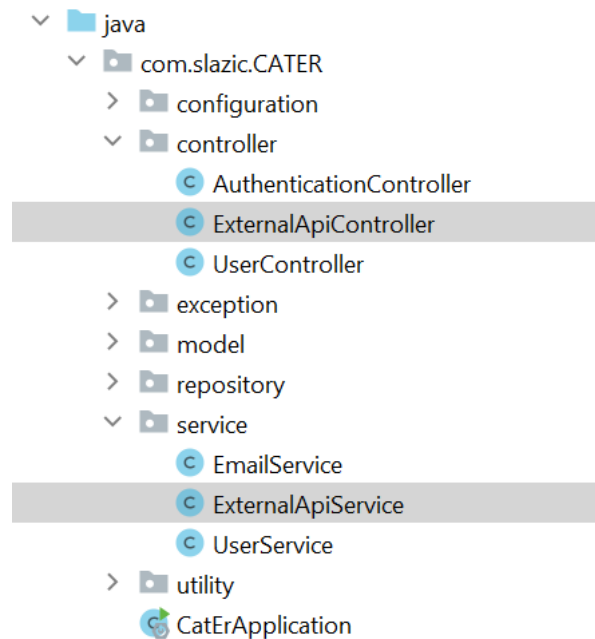 java
com.slazic.CATER
configuration
controller
C AuthenticationController
C ExternalApiController
C UserController
exception
model
repository
service
C EmailService
C ExternalApiService
C UserService
utility
C CatErApplication